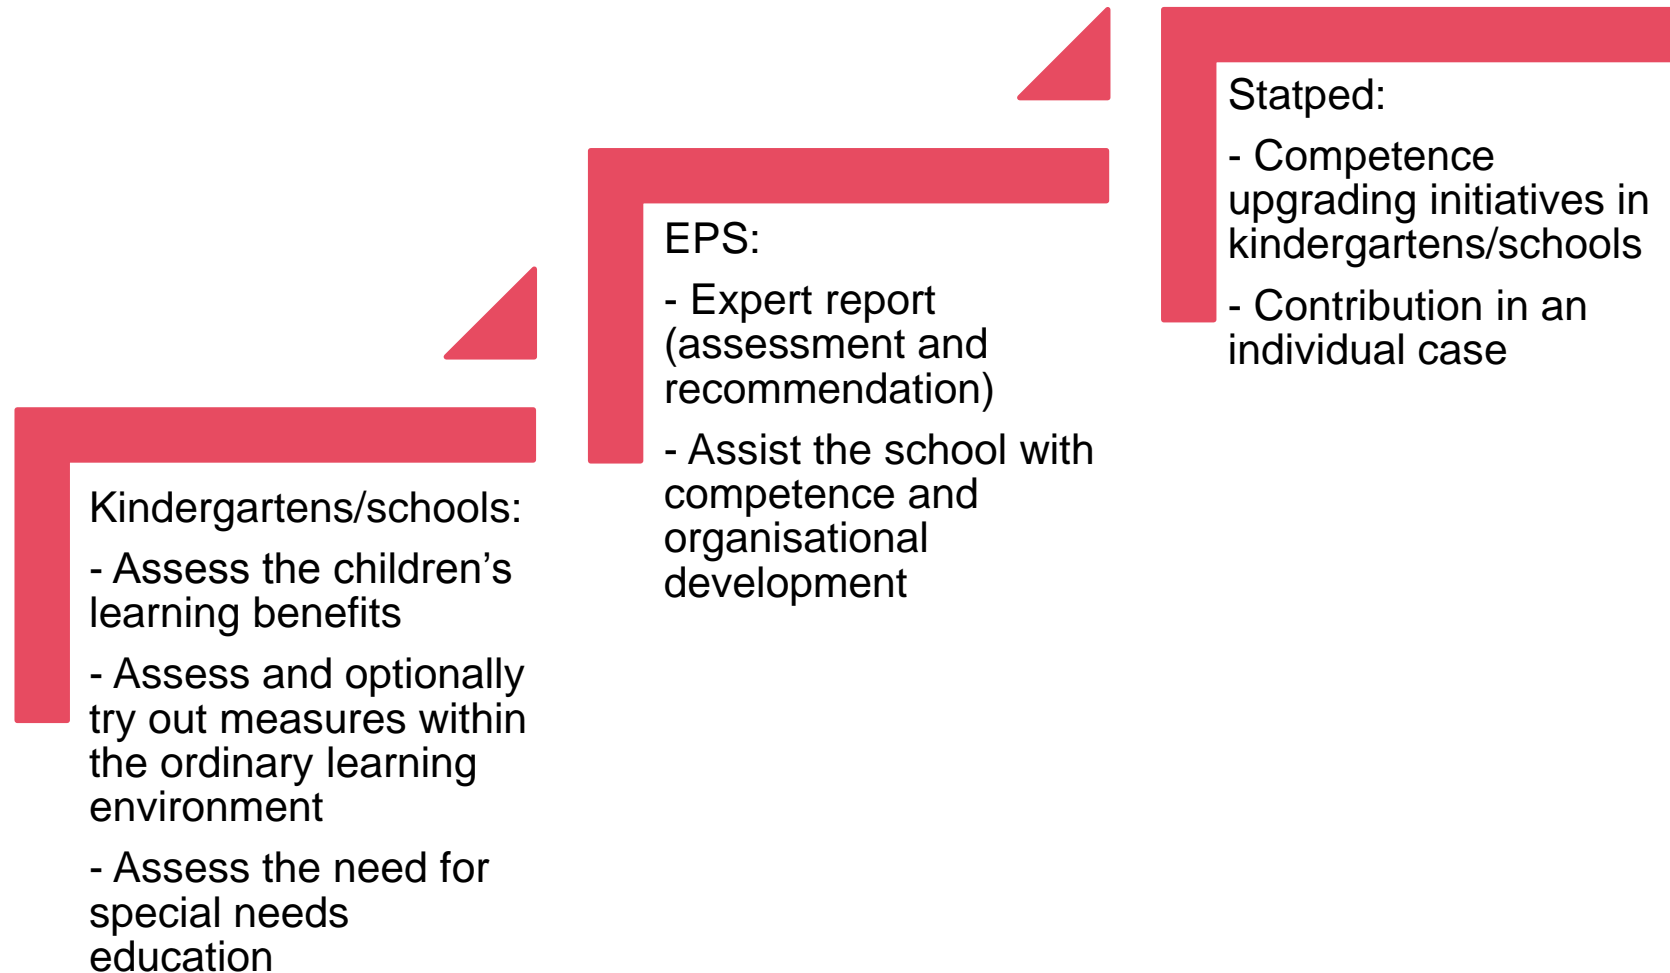 Kindergartens/schools:
- Assess the children’s
learning benefits
- Assess and optionally
try out measures within
the ordinary learning
environment
- Assess the need for
special needs
education
EPS:
- Expert report
(assessment and
recommendation)
- Assist the school with
competence and
organisational
development
Statped:
- Competence
upgrading initiatives in
kindergartens/schools
- Contribution in an
individual case